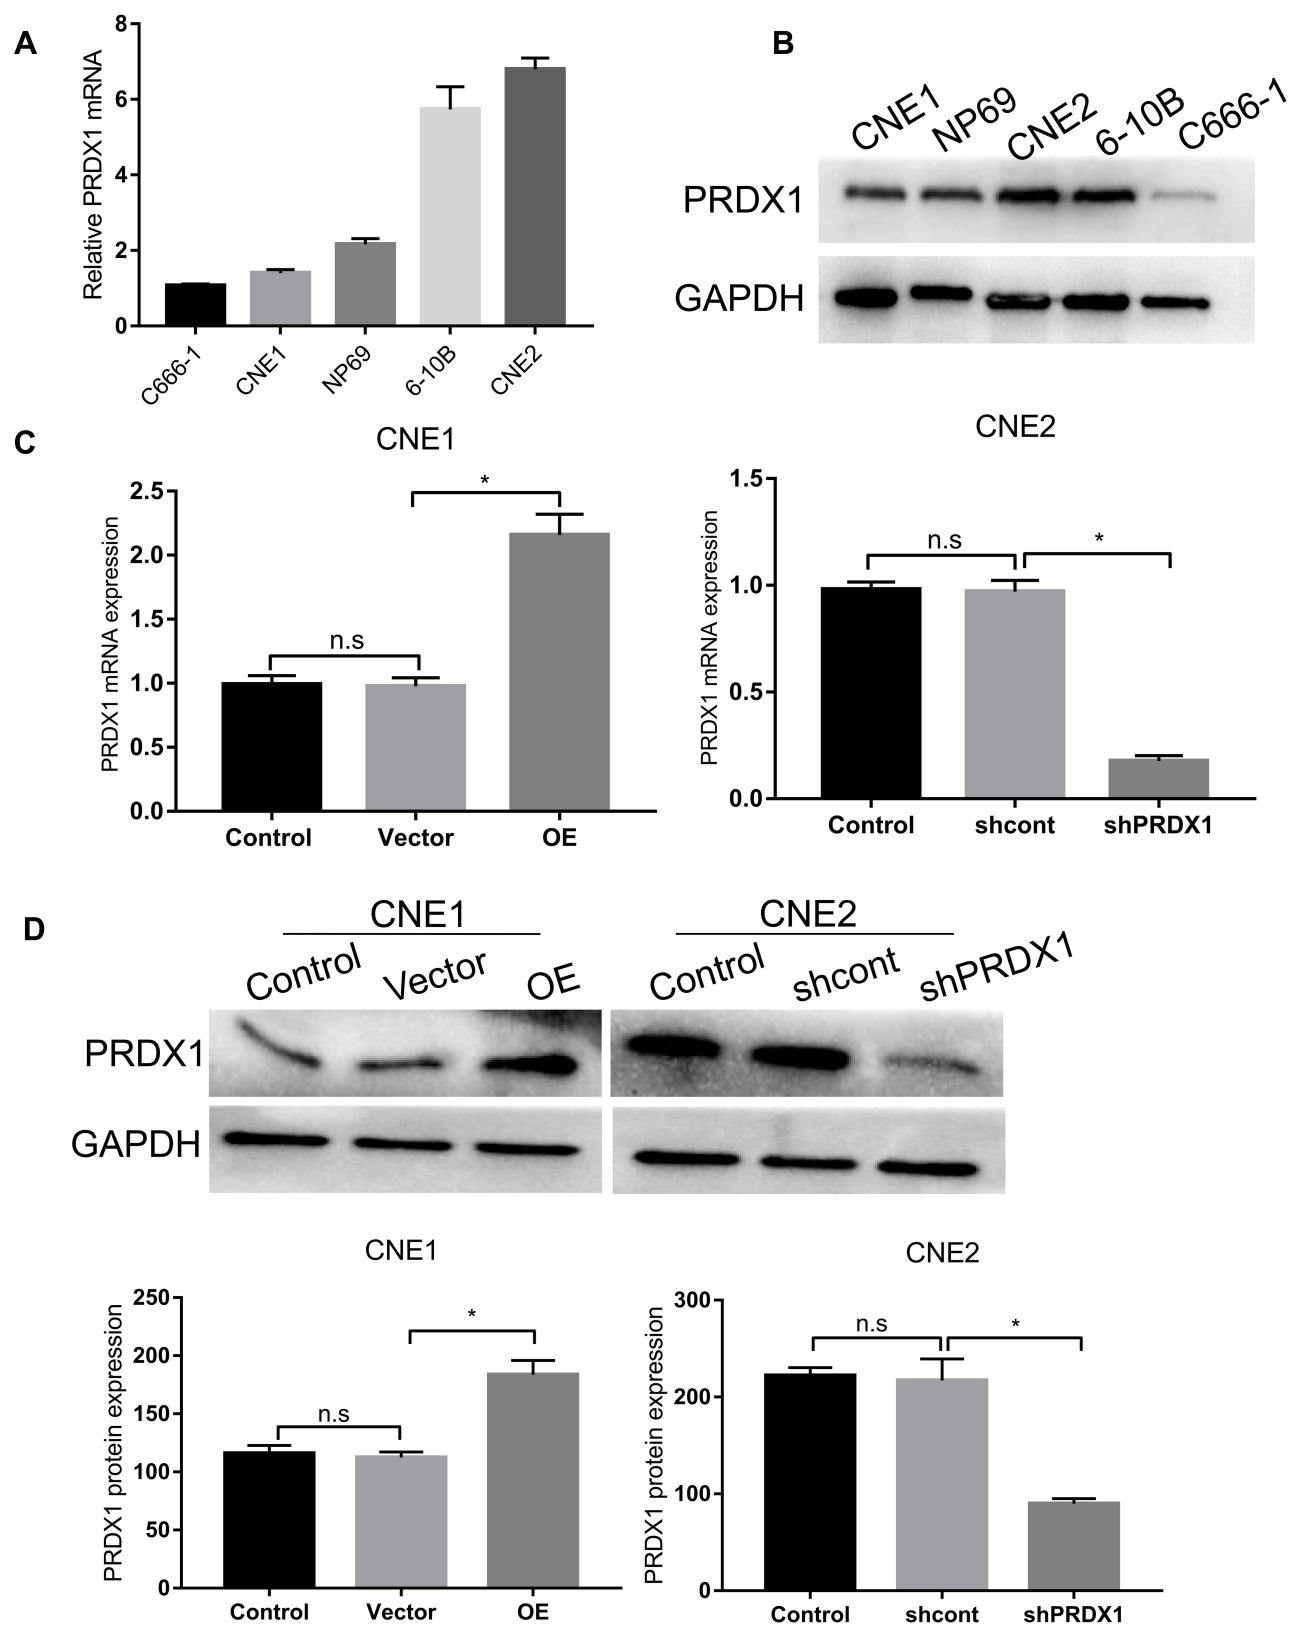 A
Relative PRDX1 mRNA
8
6
4
2
0
C666-1
CNE1
NP69
6-10B
CNE2
B
CNE1
NP69
CNE2
6-10B
C666-1
PRDX1
GAPDH
C
CNE1
PRDX1 mRNA expression
2.5
2.0
1.5
1.0
0.5
0.0
n.s
*
Control
Vector
OE
CNE2
PRDX1 mRNA expression
1.5
1.0
0.5
0.0
n.s
*
Control
shcont
shPRDX1
D
CNE1
CNE2
Control
Vector
OE
Control
shcont
shPRDX1
PRDX1
GAPDH
CNE1
PRDX1 protein expression
250
200
150
100
50
0
n.s
*
Control
Vector
OE
CNE2
PRDX1 protein expression
300
200
100
0
n.s
*
Control
shcont
shPRDX1